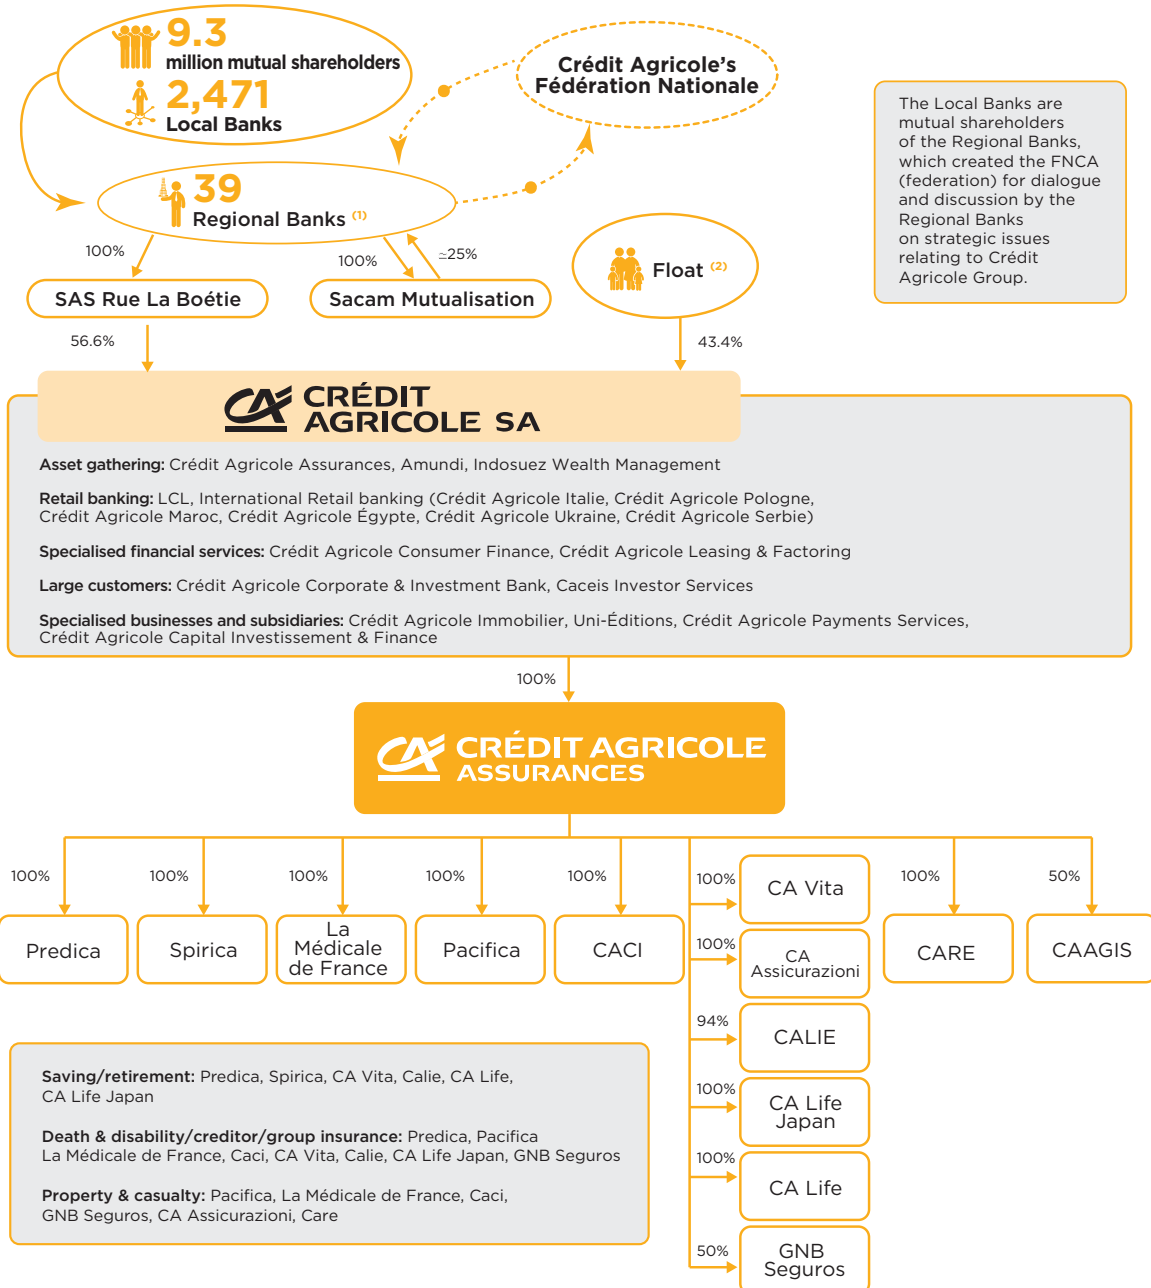 9.3
million mutual shareholders
2,471
Local Banks
Crédit Agricole's
Fédération Nationale
The Local Banks are
mutual shareholders
of the Regional Banks,
which created the FNCA
(federation) for dialogue
and discussion by the
Regional Banks
on strategic issues
relating to Crédit
Agricole Group.
39
Regional Banks (1)
100%
100%
≃25%
Float (2)
SAS Rue La Boétie
Sacam Mutualisation
56.6%
43.4%
CA CRÉDIT
AGRICOLE SA
Asset gathering: Crédit Agricole Assurances, Amundi, Indosuez Wealth Management
Retail banking: LCL, International Retail banking (Crédit Agricole Italie, Crédit Agricole Pologne,
Crédit Agricole Maroc, Crédit Agricole Égypte, Crédit Agricole Ukraine, Crédit Agricole Serbie)
Specialised financial services: Crédit Agricole Consumer Finance, Crédit Agricole Leasing & Factoring
Large customers: Crédit Agricole Corporate & Investment Bank, Caceis Investor Services
Specialised businesses and subsidiaries: Crédit Agricole Immobilier, Uni-Éditions, Crédit Agricole Payments Services,
Crédit Agricole Capital Investissement & Finance
100%
CA CRÉDIT AGRICOLE
ASSURANCES
100%
100%
100%
100%
100%
100%
100%
50%
Predica
Spirica
La
Médicale
de France
Pacifica
CACI
CA Vita
CARE
CAAGIS
100%
CA
Assicurazioni
94%
CALIE
100%
CA Life
Japan
100%
CA Life
50%
GNB
Seguros
Saving/retirement: Predica, Spirica, CA Vita, Calie, CA Life,
CA Life Japan
Death & disability/creditor/group insurance: Predica, Pacifica
La Médicale de France, Caci, CA Vita, Calie, CA Life Japan, GNB Seguros
Property & casualty: Pacifica, La Médicale de France, Caci,
GNB Seguros, CA Assicurazioni, Care